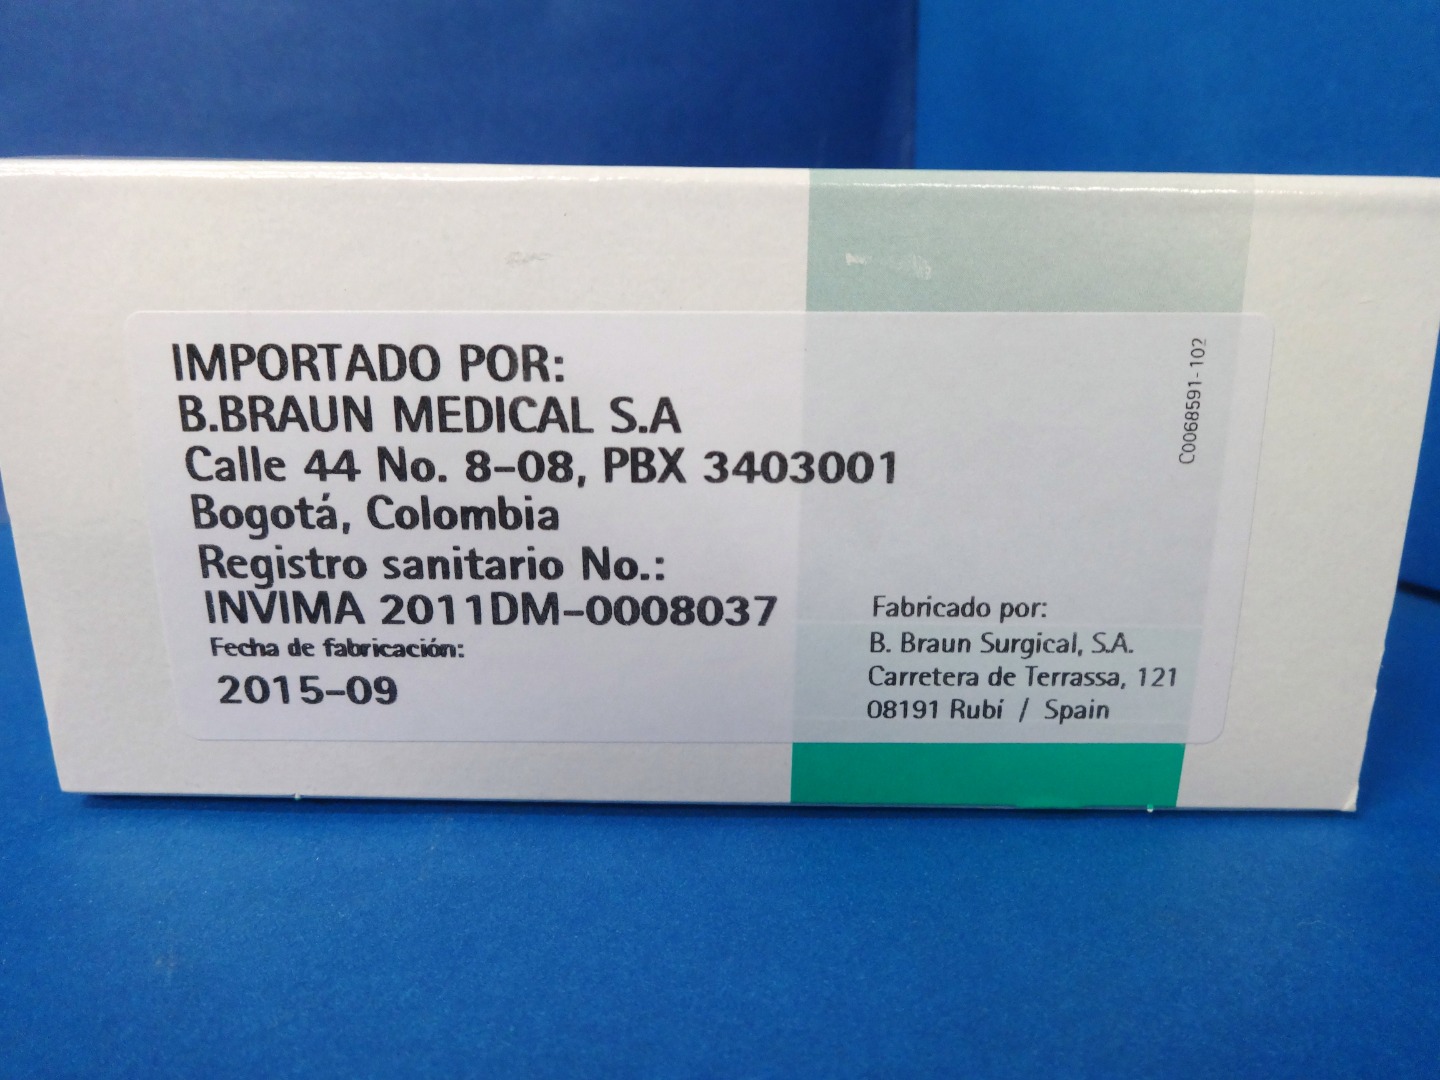 IMPORTADO POR:
B.BRAUN MEDICAL S.A
Calle 44 No. 8-08, PBX 3403001
Bogotá, Colombia
Registro sanitario No.:
INVIMA 2011DM-0008037
Fecha de fabricación:
2015-09
Fabricado por:
B. Braun Surgical, S.A.
Carretera de Terrassa, 121
08191 Rubí / Spain
C0068591-102